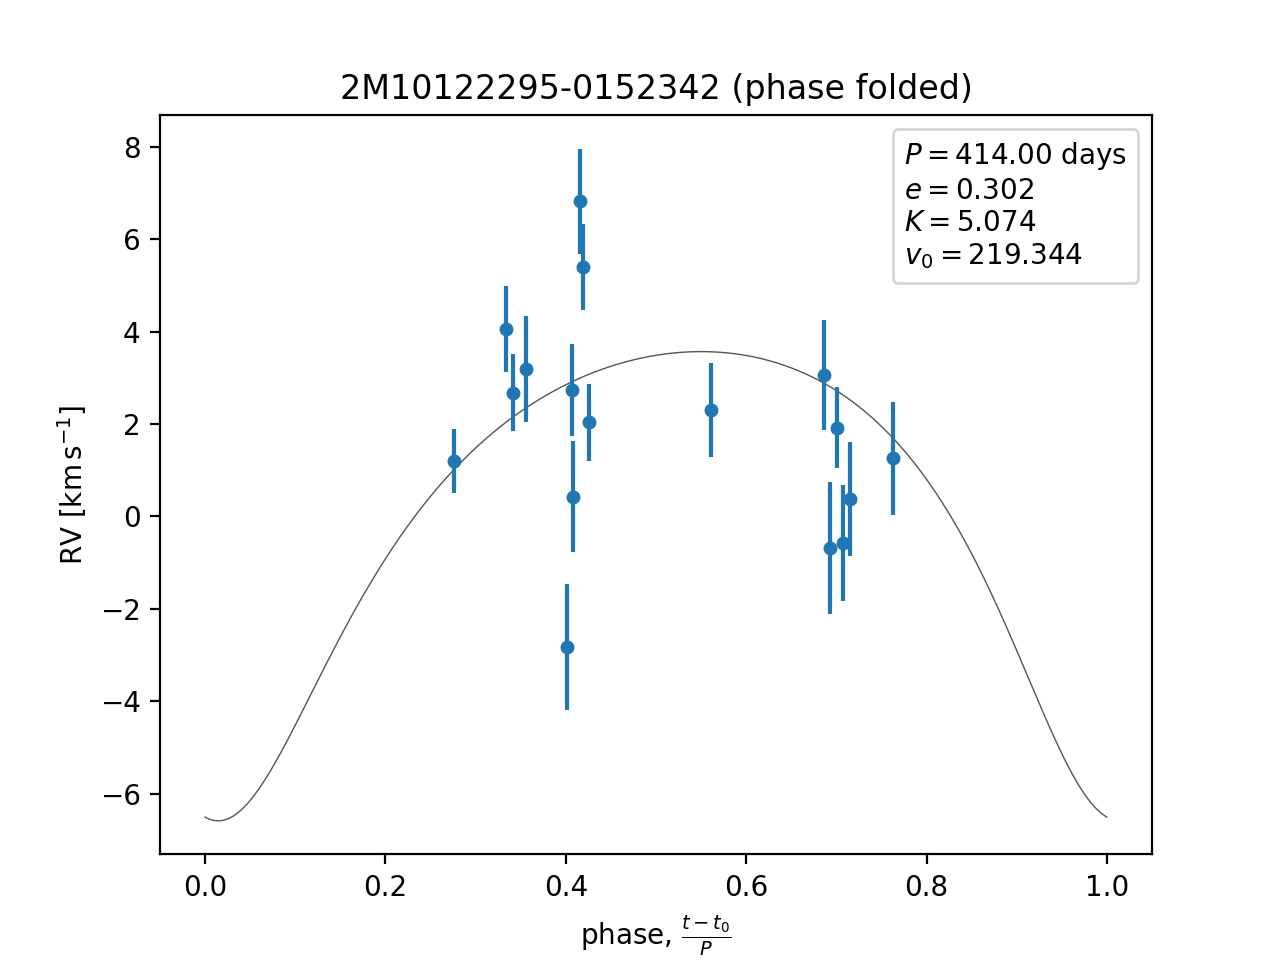 2M10122295-0152342 (phase folded)
P = 414.00 days
e = 0.302
K = 5.074
v₀ = 219.344
RV [km s⁻¹]
8
6
4
2
0
−2
−4
−6
0.0 0.2 0.4 0.6 0.8 1.0
phase, (t − t₀)/P